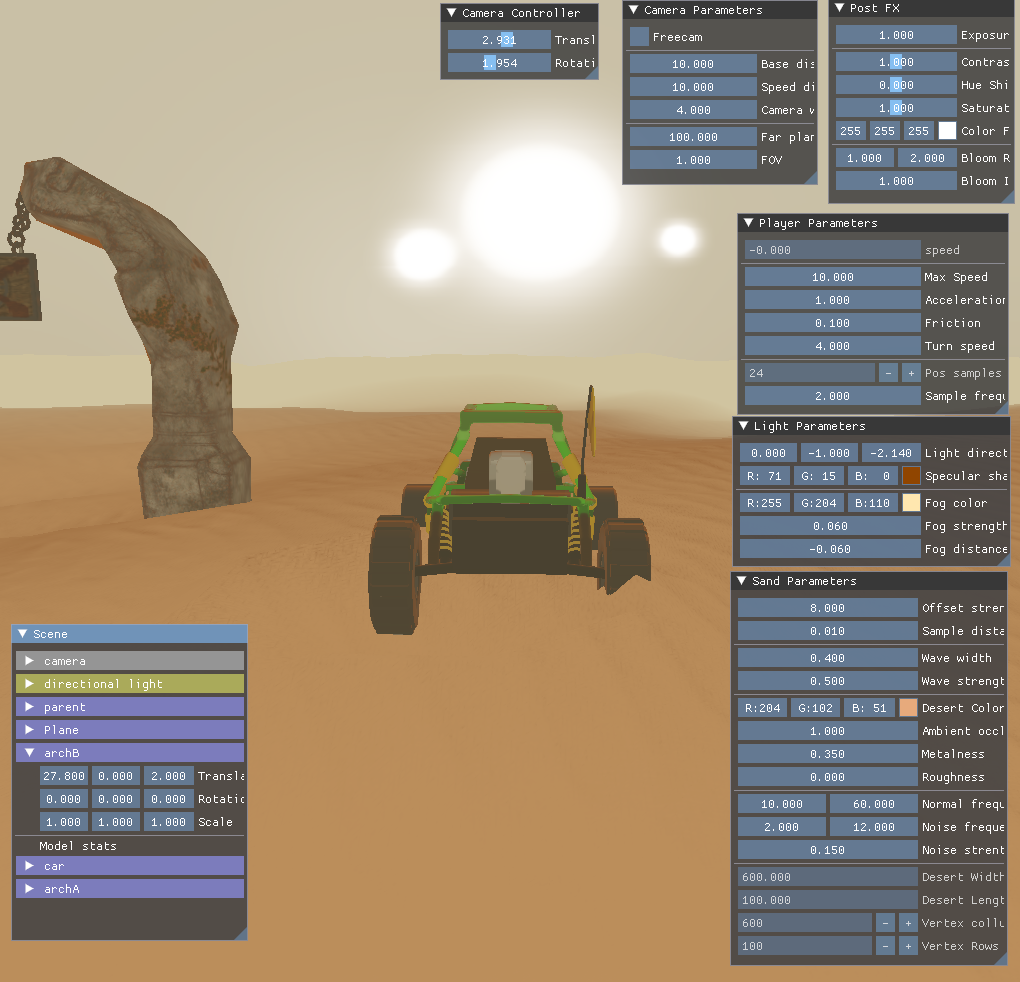 Camera Controller
2.931 Transl
1.954 Rotati
Camera Parameters
Freecam
10.000 Base dis
10.000 Speed di
4.000 Camera w
100.000 Far plan
1.000 FOV
Post FX
1.000 Exposur
1.000 Contras
0.000 Hue Shi
1.000 Saturat
255 255 255 Color F
1.000 2.000 Bloom R
1.000 Bloom I
Player Parameters
-0.000 speed
10.000 Max Speed
1.000 Acceleration
0.100 Friction
4.000 Turn speed
24 - + Pos samples
2.000 Sample frequ
Light Parameters
0.000 -1.000 -2.140 Light direct
R: 71 G: 15 B: 0 Specular sha
R:255 G:204 B:110 Fog color
0.060 Fog strength
-0.060 Fog distance
Sand Parameters
8.000 Offset stren
0.010 Sample dista
0.400 Wave width
0.500 Wave strengt
R:204 G:102 B: 51 Desert Color
1.000 Ambient occl
0.350 Metalness
0.000 Roughness
10.000 60.000 Normal frequ
2.000 12.000 Noise freque
0.150 Noise strent
600.000 Desert Width
100.000 Desert Lengt
600 - + Vertex collu
100 - + Vertex Rows
Scene
camera
directional light
parent
Plane
archB
27.800 0.000 2.000 Transla
0.000 0.000 0.000 Rotatio
1.000 1.000 1.000 Scale
Model stats
car
archA